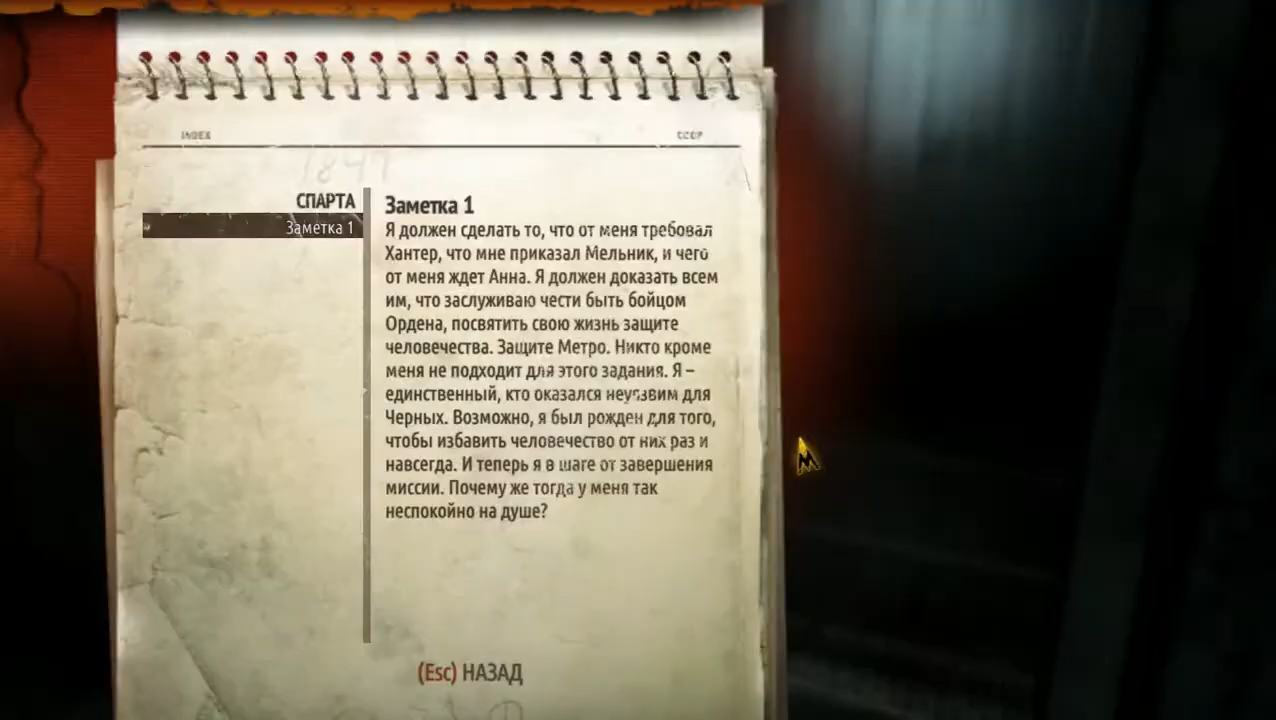 INDEX
CCCP
1847
СПАРТА
Заметка 1
Заметка 1
Я должен сделать то, что от меня требовал
Хантер, что мне приказал Мельник, и чего
от меня ждет Анна. Я должен доказать всем
им, что заслуживаю чести быть бойцом
Ордена, посвятить свою жизнь защите
человечества. Защите Метро. Никто кроме
меня не подходит для этого задания. Я –
единственный, кто оказался неуязвим для
Черных. Возможно, я был рожден для того,
чтобы избавить человечество от них раз и
навсегда. И теперь я в шаге от завершения
миссии. Почему же тогда у меня так
неспокойно на душе?
(Esc) НАЗАД